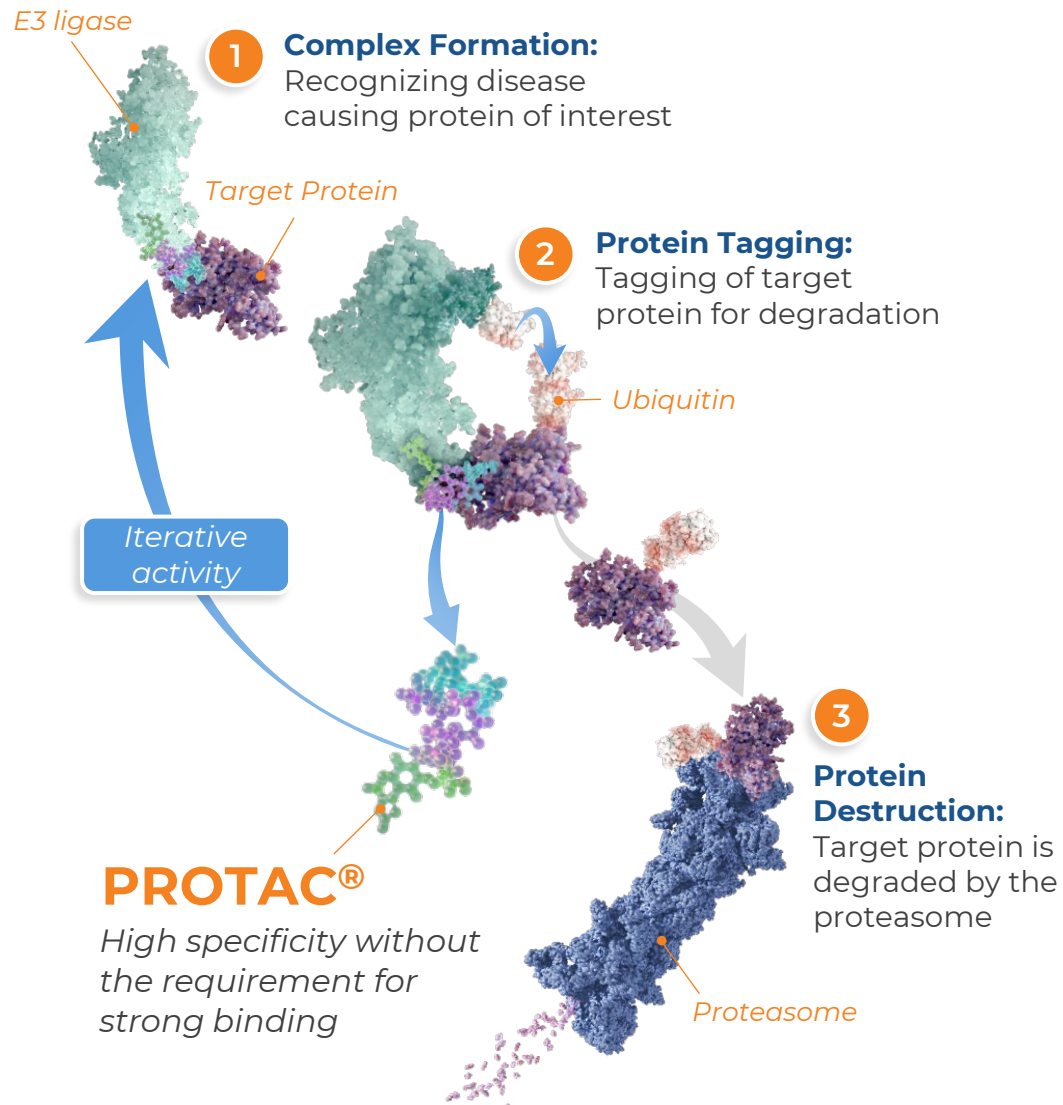 E3 ligase
1
Complex Formation:
Recognizing disease
causing protein of interest
Target Protein
2
Protein Tagging:
Tagging of target
protein for degradation
Ubiquitin
Iterative
activity
3
Protein
Destruction:
Target protein is
degraded by the
proteasome
PROTAC®
High specificity without
the requirement for
strong binding
Proteasome